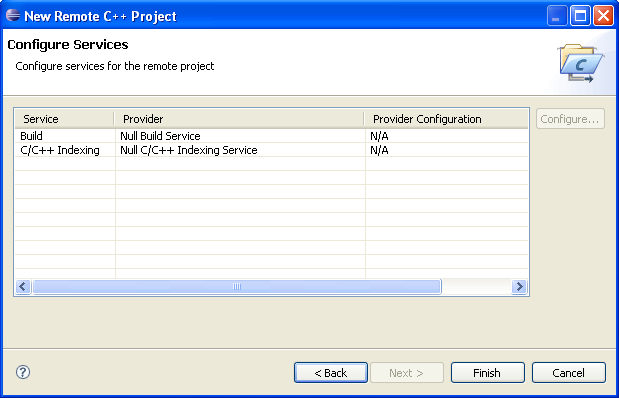 New Remote C++ Project
Configure Services
Configure services for the remote project
Service Provider Provider Configuration
Configure...
Build Null Build Service N/A
C/C++ Indexing Null C/C++ Indexing Service N/A
? < Back Next > Finish Cancel